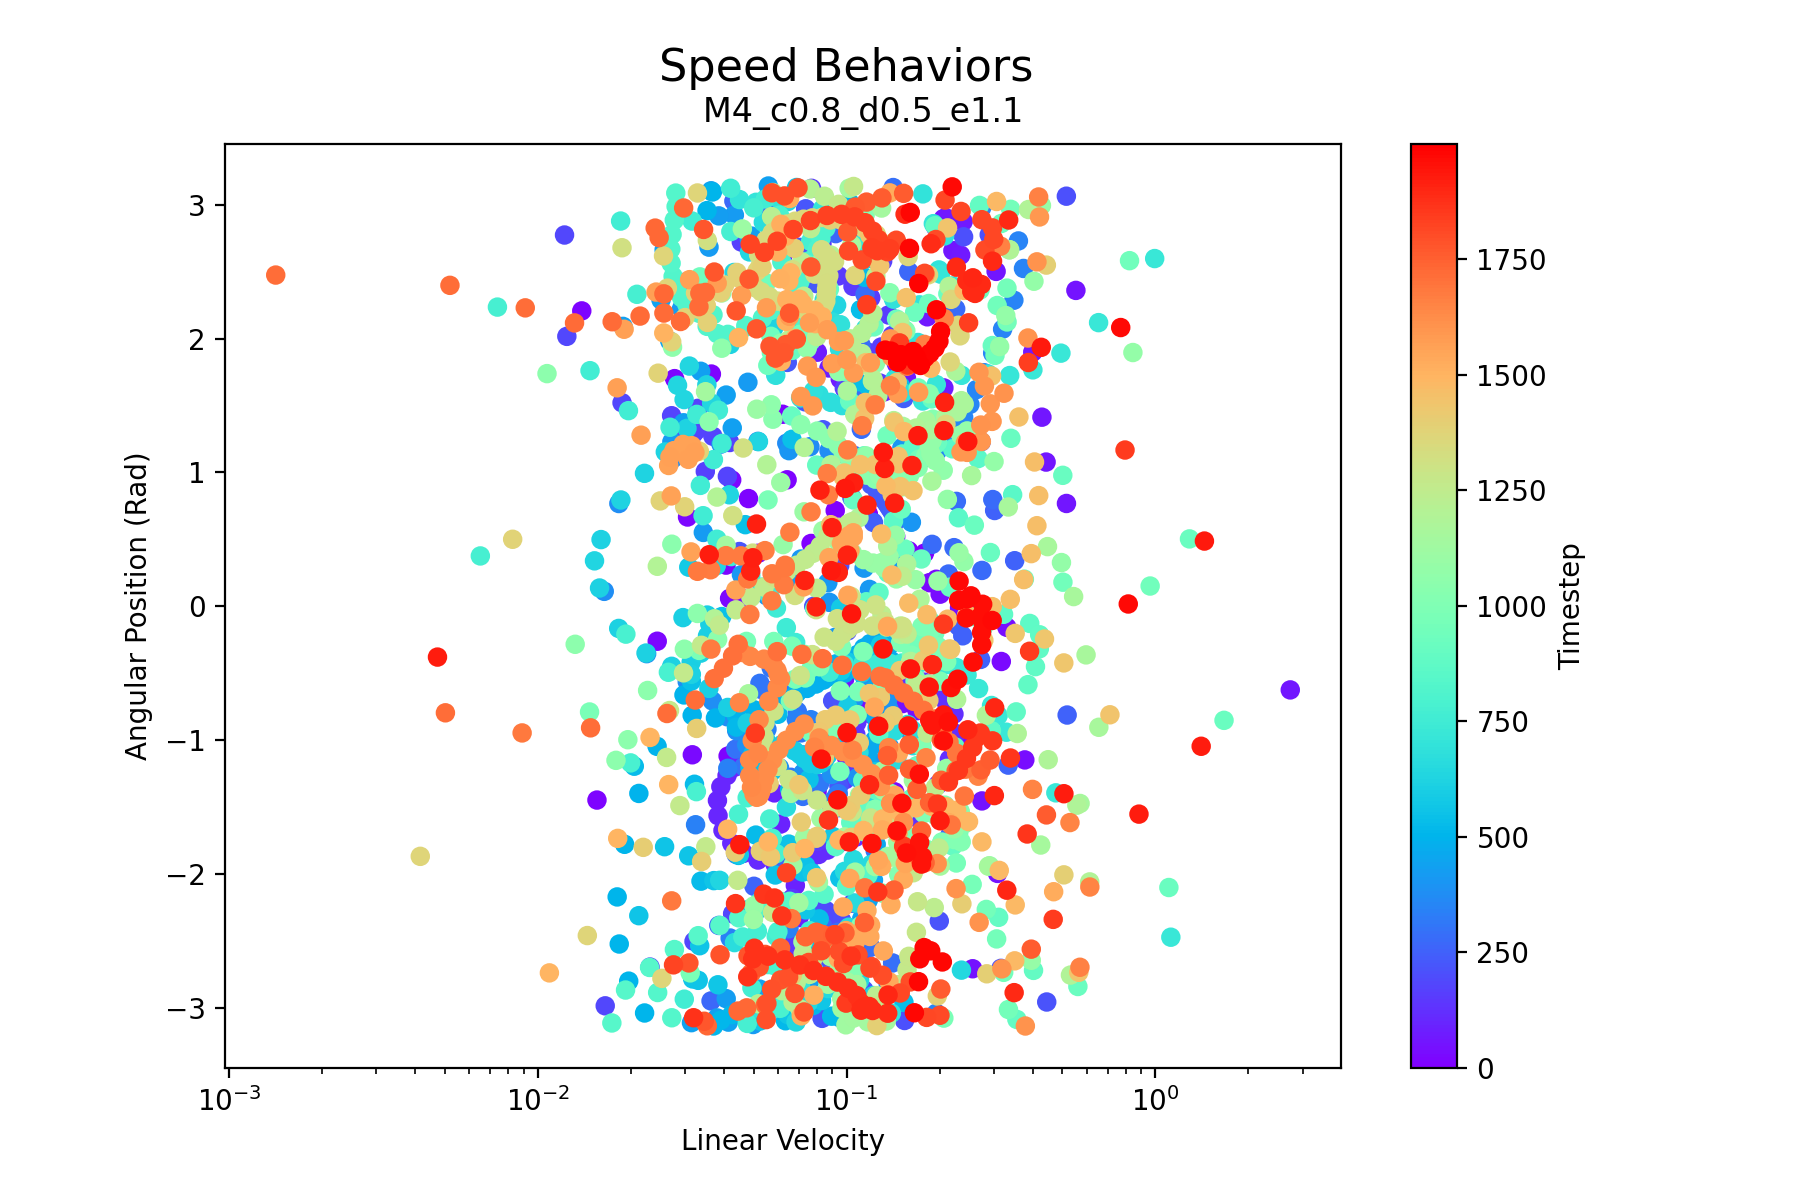 Speed Behaviors
M4_c0.8_d0.5_e1.1
Angular Position (Rad)
3
2
1
0
−1
−2
−3
10⁻³ 10⁻² 10⁻¹ 10⁰
Linear Velocity
1750
1500
1250
1000
750
500
250
0
Timestep